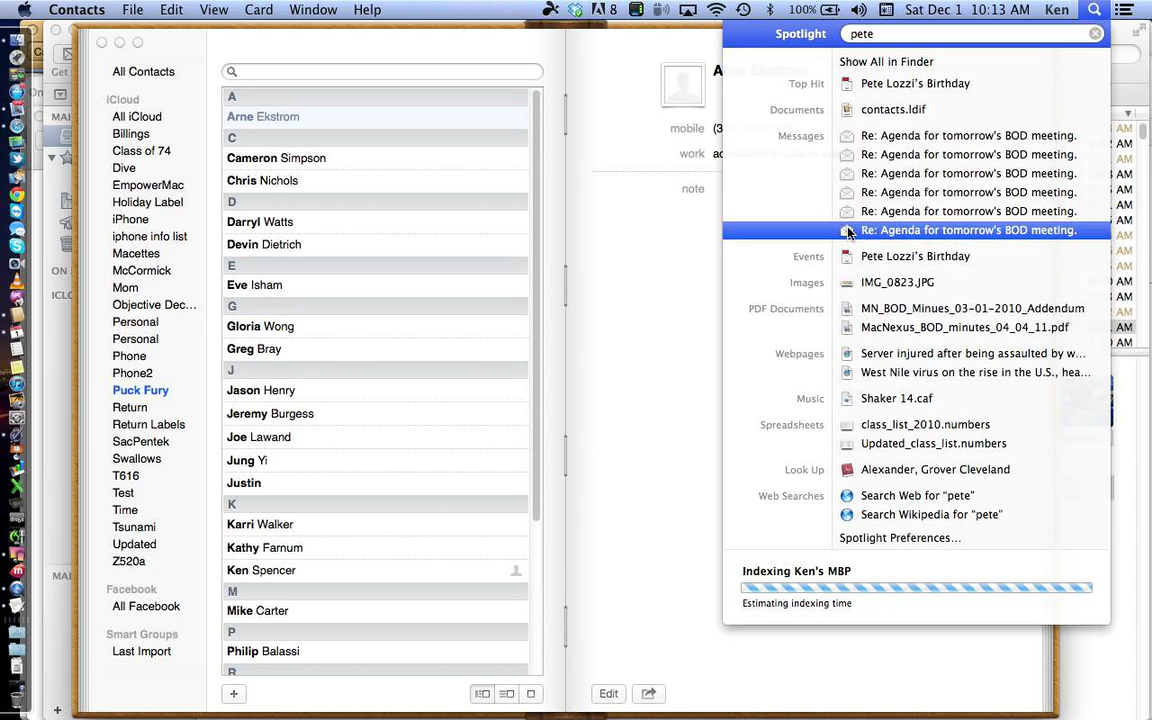 Contacts File Edit View Card Window Help 8 100% Sat Dec 1 10:13 AM Ken
All Contacts
iCloud
All iCloud
Billings
Class of 74
Dive
EmpowerMac
Holiday Label
iPhone
iphone info list
Macettes
McCormick
Mom
Objective Dec...
Personal
Personal
Phone
Phone2
Puck Fury
Return
Return Labels
SacPentek
Swallows
T616
Test
Time
Tsunami
Updated
Z520a
Facebook
All Facebook
Smart Groups
Last Import
A
Arne Ekstrom
C
Cameron Simpson
Chris Nichols
D
Darryl Watts
Devin Dietrich
E
Eve Isham
G
Gloria Wong
Greg Bray
J
Jason Henry
Jeremy Burgess
Joe Lawand
Jung Yi
Justin
K
Karri Walker
Kathy Farnum
Ken Spencer
M
Mike Carter
P
Philip Balassi
R
mobile
work
note
Edit
Spotlight pete
Show All in Finder
Top Hit Pete Lozzi's Birthday
Documents contacts.ldif
Messages Re: Agenda for tomorrow's BOD meeting.
Re: Agenda for tomorrow's BOD meeting.
Re: Agenda for tomorrow's BOD meeting.
Re: Agenda for tomorrow's BOD meeting.
Re: Agenda for tomorrow's BOD meeting.
Re: Agenda for tomorrow's BOD meeting.
Events Pete Lozzi's Birthday
Images IMG_0823.JPG
PDF Documents MN_BOD_Minues_03-01-2010_Addendum
MacNexus_BOD_minutes_04_04_11.pdf
Webpages Server injured after being assaulted by w...
West Nile virus on the rise in the U.S., hea...
Music Shaker 14.caf
Spreadsheets class_list_2010.numbers
Updated_class_list.numbers
Look Up Alexander, Grover Cleveland
Web Searches Search Web for "pete"
Search Wikipedia for "pete"
Spotlight Preferences...
Indexing Ken's MBP
Estimating indexing time